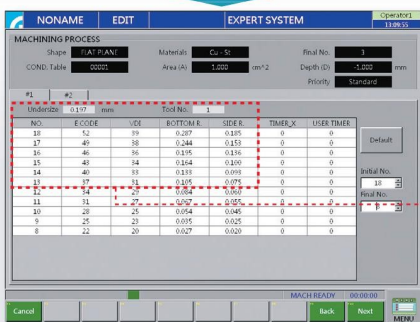 NONAME EDIT EXPERT SYSTEM Operator1
13:09:55
MACHINING PROCESS
Shape FLAT PLANE Materials Cu - St Final No. 3
COND. Table 00001 Area (A) 1.000 cm^2 Depth (D) -1.000 mm
Priority Standard
#1 #2
Undersize 0.197 mm Tool No. 1
NO. E CODE VDI BOTTOM R. SIDE R. TIMER_X USER TIMER
18 52 39 0.287 0.185 0 0
17 49 38 0.244 0.153 0 0
16 46 36 0.195 0.136 0 0
15 43 34 0.164 0.100 0 0
14 40 33 0.133 0.093 0 0
13 37 31 0.105 0.075 0 0
12 34 29 0.084 0.060 0 0
11 31 27 0.067 0.055 0 0
10 28 25 0.054 0.045 0 0
9 25 23 0.035 0.025 0 0
8 22 20 0.027 0.020 0 0
Default
Initial No.
18
Final No.
8
MACH READY 00:00:00
Cancel Back Next MENU